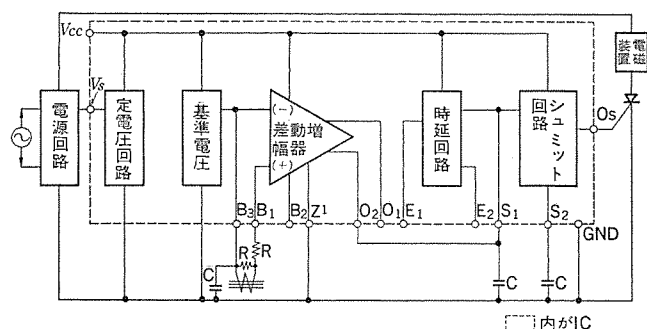 Vcc
Vs
電源回路
定電圧回路
基準電圧
(−)
差動増幅器
(+)
時延回路
シュミット回路
電磁装置
Os
B3
B1
B2
Z1
O2
O1
E1
E2
S1
S2
GND
R
R
C
C
C
内がIC